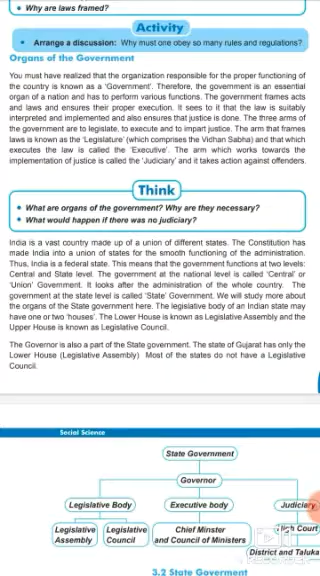 • Why are laws framed?
Activity
• Arrange a discussion: Why must one obey so many rules and regulations?
Organs of the Government
You must have realized that the organization responsible for the proper functioning of
the country is known as a 'Government'. Therefore, the government is an essential
organ of a nation and has to perform various functions. The government frames acts
and laws and ensures their proper execution. It sees to it that the law is suitably
interpreted and implemented and also ensures that justice is done. The three arms of
the government are to legislate, to execute and to impart justice. The arm that frames
laws is known as the 'Legislature' (which comprises the Vidhan Sabha) and that which
executes the law is called the 'Executive'. The arm which works towards the
implementation of justice is called the 'Judiciary' and it takes action against offenders.
Think
• What are organs of the government? Why are they necessary?
• What would happen if there was no judiciary?
India is a vast country made up of a union of different states. The Constitution has
made India into a union of states for the smooth functioning of the administration.
Thus, India is a federal state. This means that the government functions at two levels:
Central and State level. The government at the national level is called 'Central' or
'Union' Government. It looks after the administration of the whole country. The
government at the state level is called 'State' Government. We will study more about
the organs of the State government here. The legislative body of an Indian state may
have one or two 'houses'. The Lower House is known as Legislative Assembly and the
Upper House is known as Legislative Council.
The Governor is also a part of the State government. The state of Gujarat has only the
Lower House (Legislative Assembly) Most of the states do not have a Legislative
Council.
Social Science
State Government
Governor
Legislative Body Executive body Judiciary
Legislative Assembly Legislative Council Chief Minster and Council of Ministers High Court
District and Taluka
3.2 State Goverment